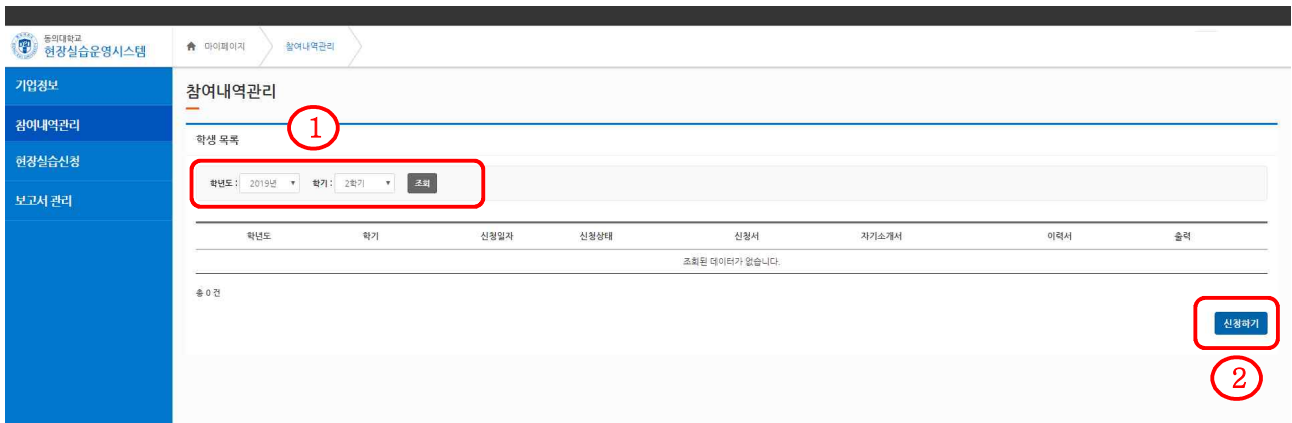 동의대학교
현장실습운영시스템
마이페이지
참여내역관리
기업정보
참여내역관리
현장실습신청
보고서 관리
참여내역관리
1
학생 목록
학년도 : 2019년 학기 : 2학기 조회
학년도 학기 신청일자 신청상태 신청서 자기소개서 이력서 출력
조회된 데이터가 없습니다.
총 0 건
신청하기
2